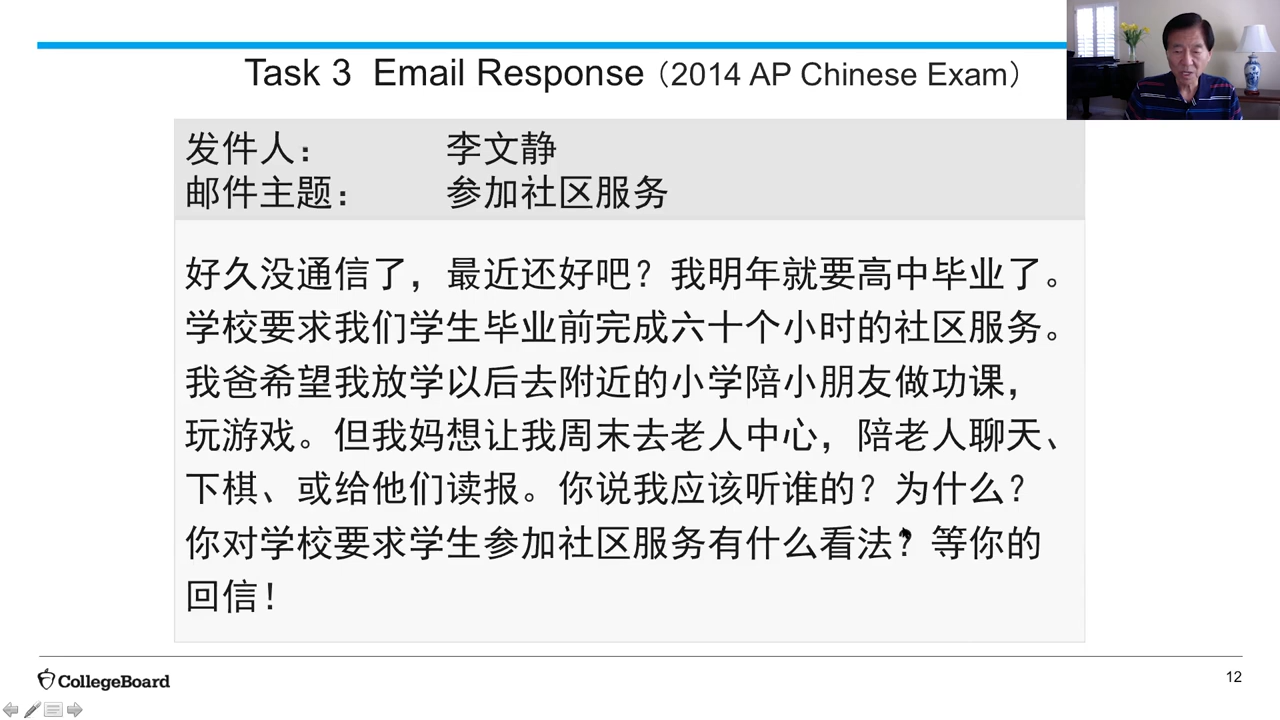 Task 3  Email Response（2014 AP Chinese Exam）
发件人： 李文静
邮件主题： 参加社区服务
好久没通信了，最近还好吧？我明年就要高中毕业了。
学校要求我们学生毕业前完成六十个小时的社区服务。
我爸希望我放学以后去附近的小学陪小朋友做功课，
玩游戏。但我妈想让我周末去老人中心，陪老人聊天、
下棋、或给他们读报。你说我应该听谁的？为什么？
你对学校要求学生参加社区服务有什么看法？等你的
回信！
CollegeBoard
12